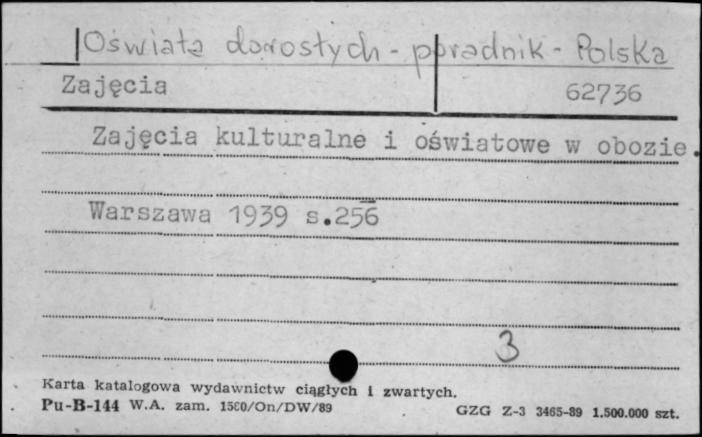 Oświata dorosłych - poradnik - Polska
Zajęcia 62736
Zajęcia kulturalne i oświatowe w obozie.
Warszawa 1939 s.256
3
Karta katalogowa wydawnictw ciągłych i zwartych.
Pu-B-144 W.A. zam. 1560/On/DW/89 GZG Z-3 3465-89 1.500.000 szt.